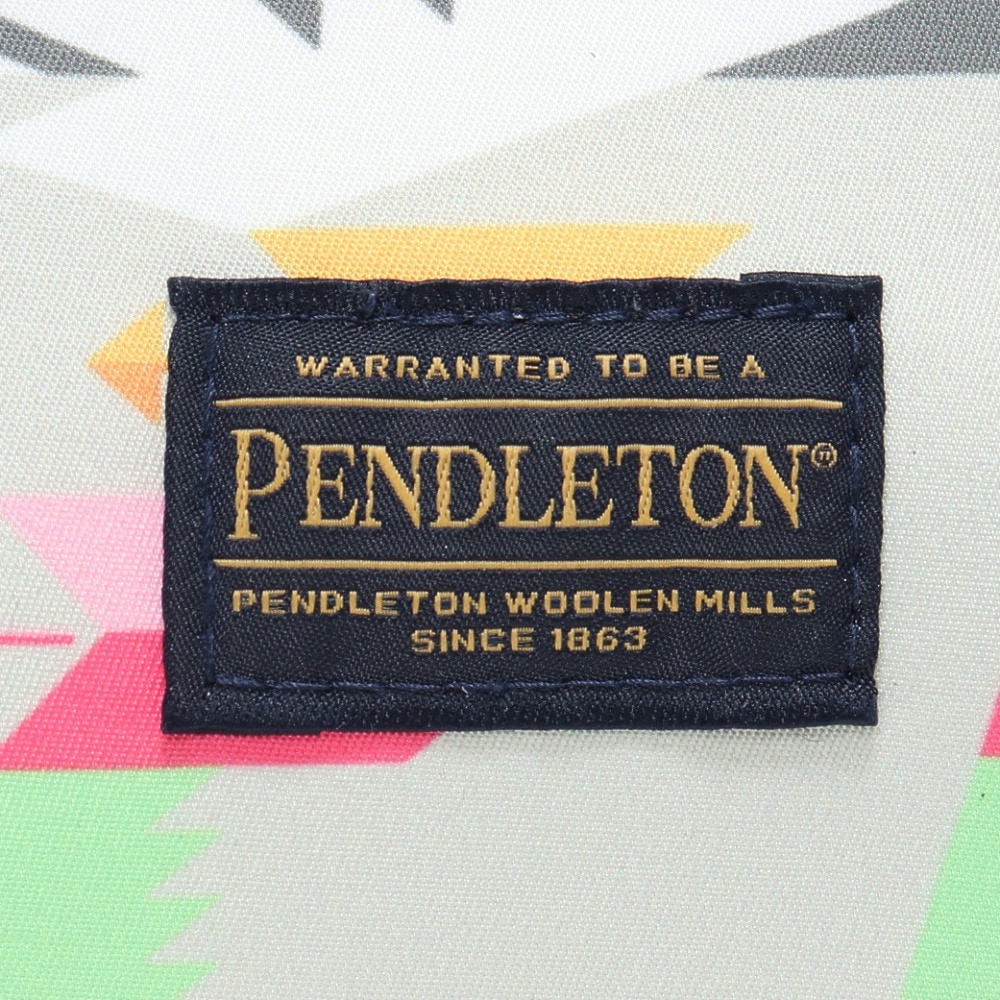 WARRANTED TO BE A
PENDLETON®
PENDLETON WOOLEN MILLS
SINCE 1863